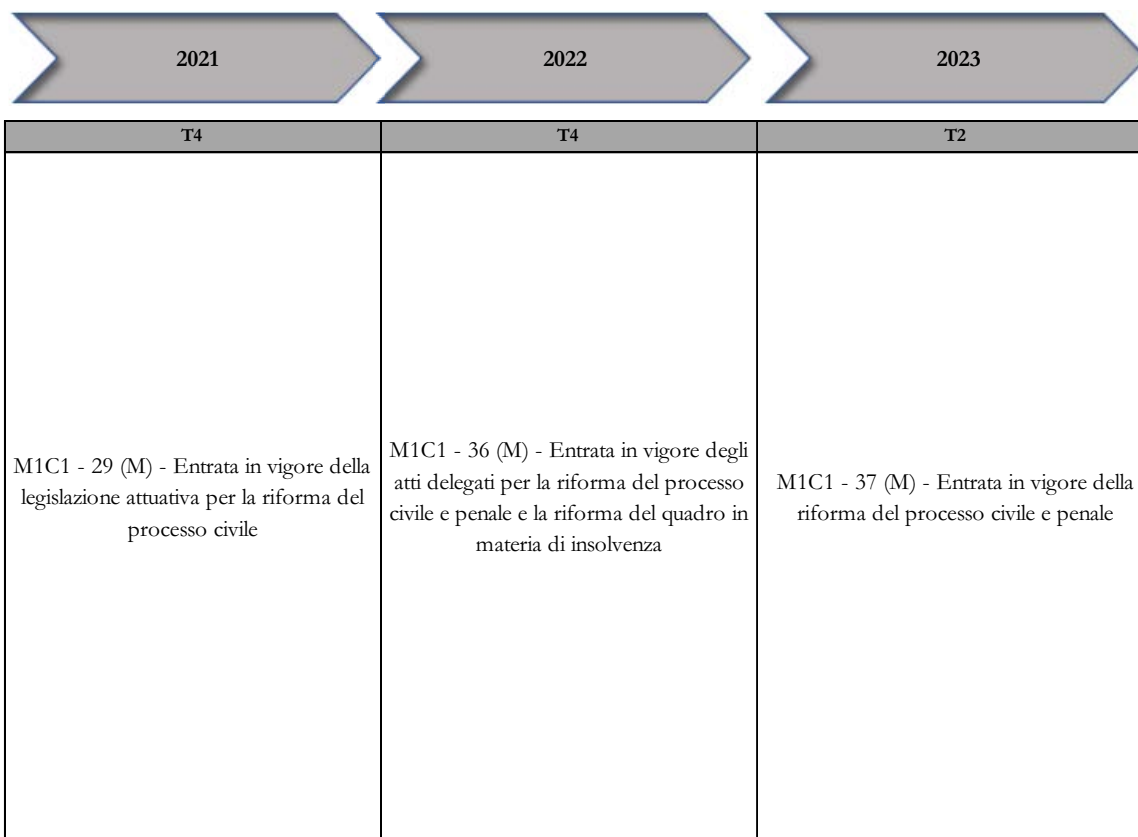 2021
2022
2023
T4
T4
T2
M1C1 - 29 (M) - Entrata in vigore della
legislazione attuativa per la riforma del
processo civile
M1C1 - 36 (M) - Entrata in vigore degli
atti delegati per la riforma del processo
civile e penale e la riforma del quadro in
materia di insolvenza
M1C1 - 37 (M) - Entrata in vigore della
riforma del processo civile e penale